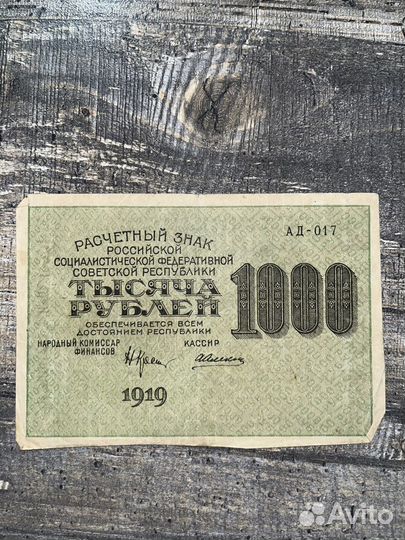 АД-017
РАСЧЕТНЫЙ ЗНАК
РОССИЙСКОЙ
СОЦИАЛИСТИЧЕСКОЙ ФЕДЕРАТИВНОЙ
СОВЕТСКОЙ РЕСПУБЛИКИ
ТЫСЯЧА
РУБЛЕЙ
1000
ОБЕСПЕЧИВАЕТСЯ ВСЕМ
ДОСТОЯНИЕМ РЕСПУБЛИКИ
НАРОДНЫЙ КОМИССАР
ФИНАНСОВ
КАССИР
1919
Avito